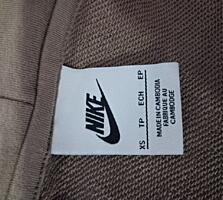 NIKE
XS TP ECH EP
MADE IN CAMBODIA
FABRIQUÉ AU
CAMBODGE